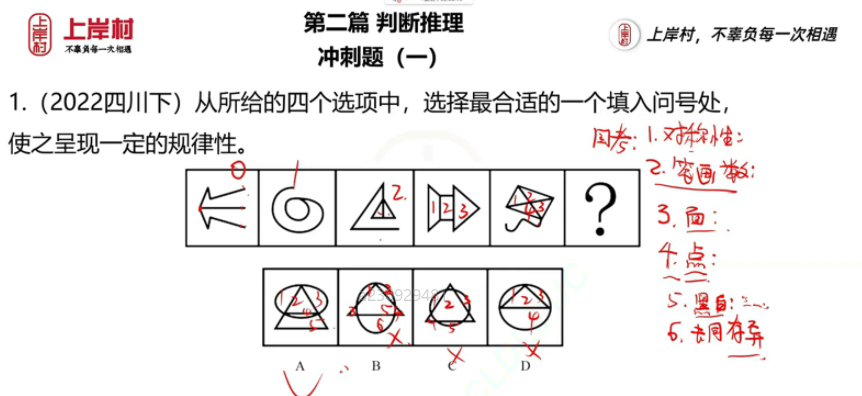 上岸村
上岸村
不辜负每一次相遇
第二篇 判断推理
冲刺题（一）
上岸村
上岸村，不辜负每一次相遇
1.（2022四川下）从所给的四个选项中，选择最合适的一个填入问号处，
使之呈现一定的规律性。
国考：1.对称性：
2.笔画数：
3.面：
4.点：
5.黑白：
6.去同存异
0
1
2.
1 2 3
1 2 3 4
?
1 2 3 4 5
1 2 3 5 6
1 2 3 4 5
1 2 3 4
A
B
C
D